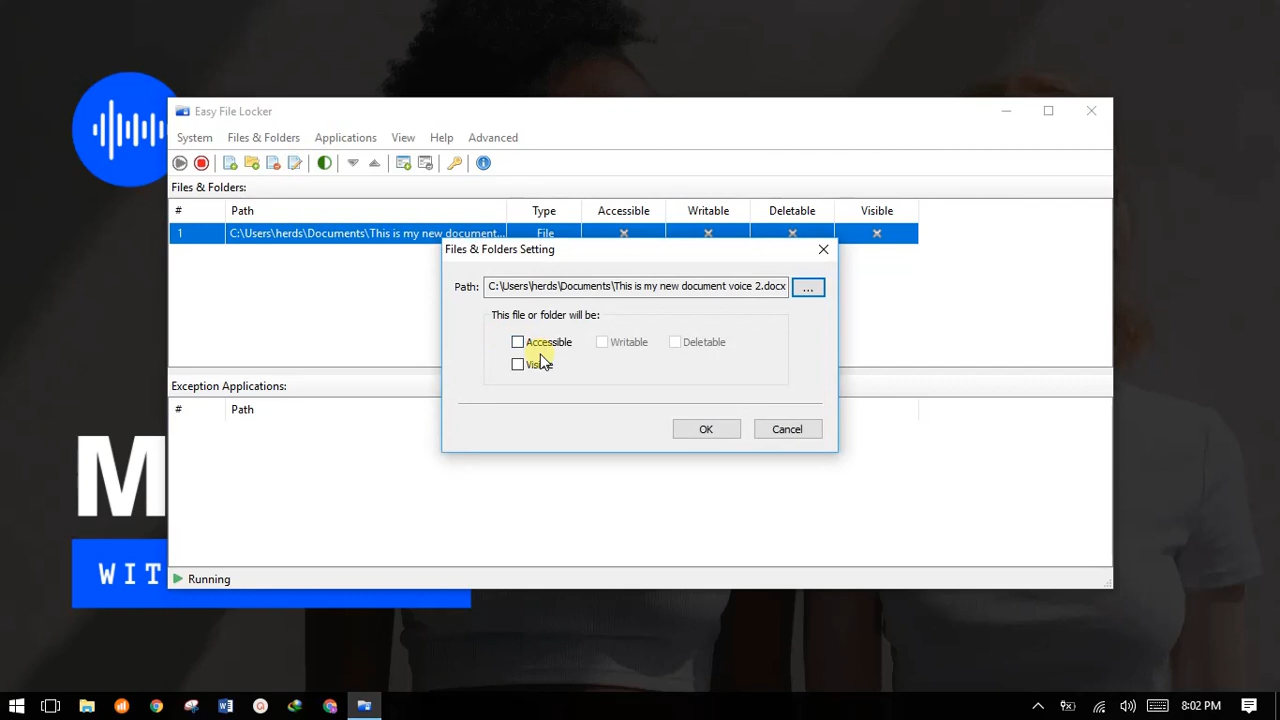 Easy File Locker
System Files & Folders Applications View Help Advanced
Files & Folders:
# Path Type Accessible Writable Deletable Visible
1 C:\Users\herds\Documents\This is my new document... File
Files & Folders Setting
Path: C:\Users\herds\Documents\This is my new document voice 2.docx ...
This file or folder will be:
Accessible Writable Deletable
Visible
OK Cancel
Exception Applications:
# Path
M
WIT
Running
8:02 PM